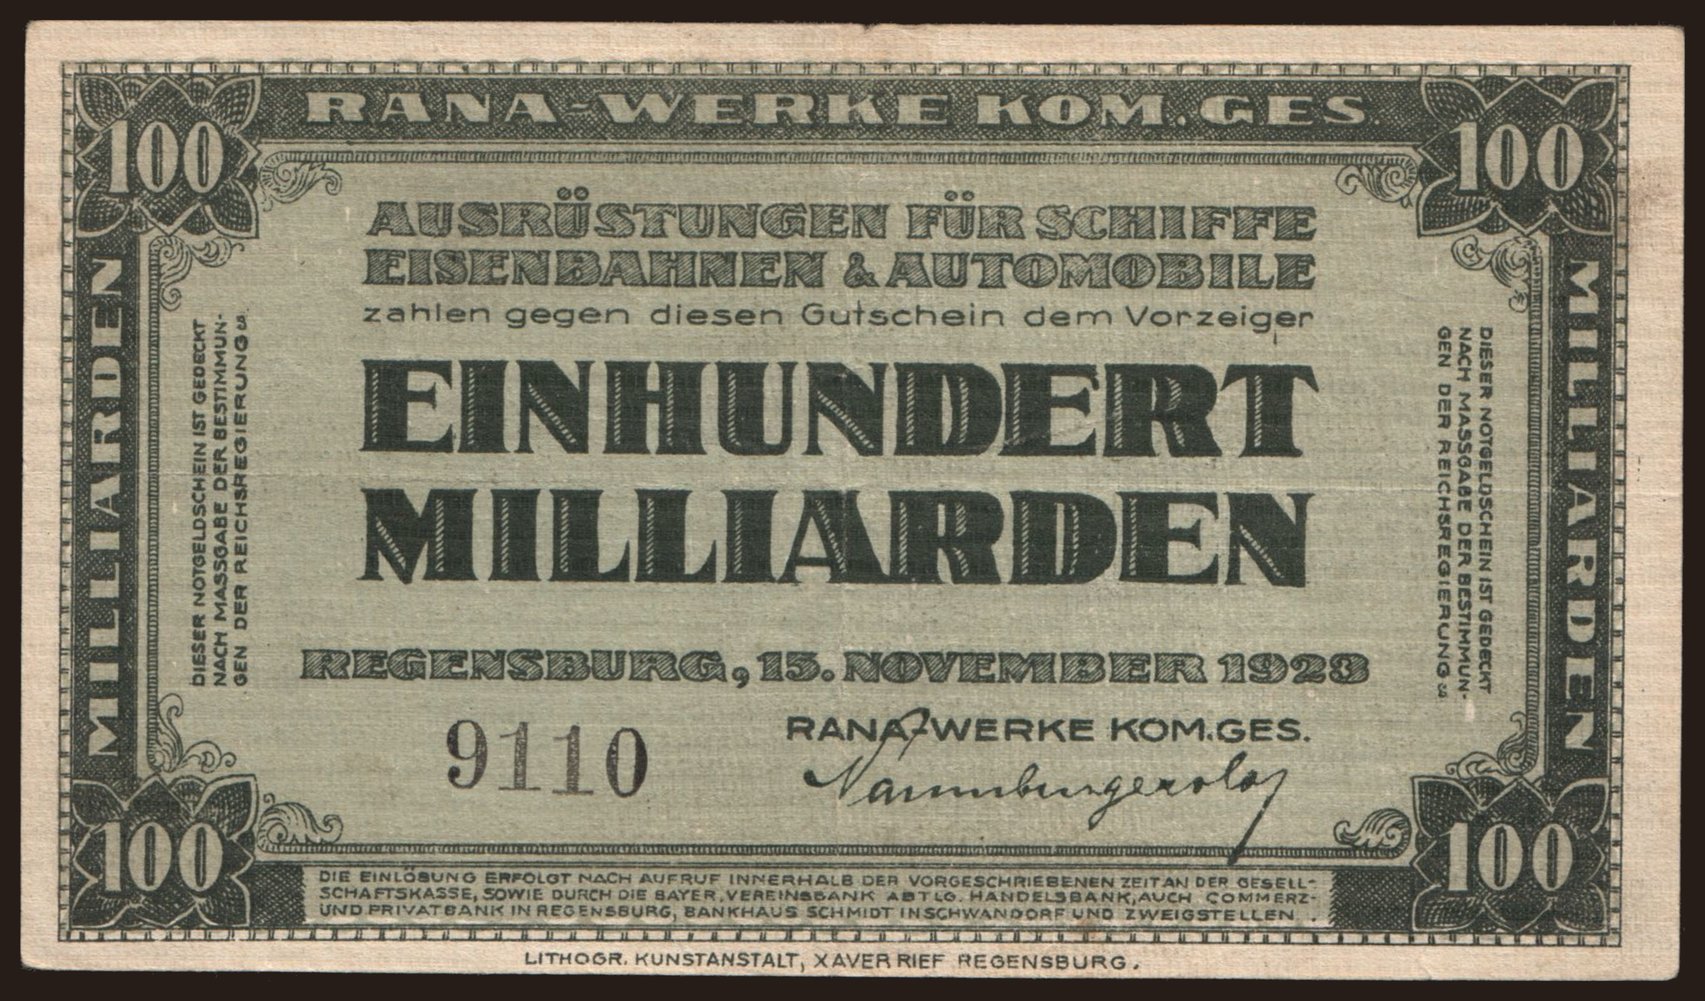 RANA-WERKE KOM.GES.
100
100
AUSRÜSTUNGEN FÜR SCHIFFE
EISENBAHNEN & AUTOMOBILE
zahlen gegen diesen Gutschein dem Vorzeiger
EINHUNDERT
MILLIARDEN
MILLIARDEN
DIESER NOTGELDSCHEIN IST GEDECKT
NACH MASSGABE DER BESTIMMUN-
GEN DER REICHSREGIERUNG
DIESER NOTGELDSCHEIN IST GEDECKT
NACH MASSGABE DER BESTIMMUN-
GEN DER REICHSREGIERUNG
MILLIARDEN
REGENSBURG, 15. NOVEMBER 1923
9110
RANA-WERKE KOM.GES.
100
100
DIE EINLÖSUNG ERFOLGT NACH AUFRUF INNERHALB DER VORGESCHRIEBENEN ZEIT AN DER GESELL-
SCHAFTSKASSE, SOWIE DURCH DIE BAYER. VEREINSBANK ABTLG. HANDELSBANK, AUCH COMMERZ-
UND PRIVATBANK IN REGENSBURG, BANKHAUS SCHMIDT IN SCHWANDORF UND ZWEIGSTELLEN.
LITHOGR. KUNSTANSTALT, XAVER RIEF REGENSBURG.